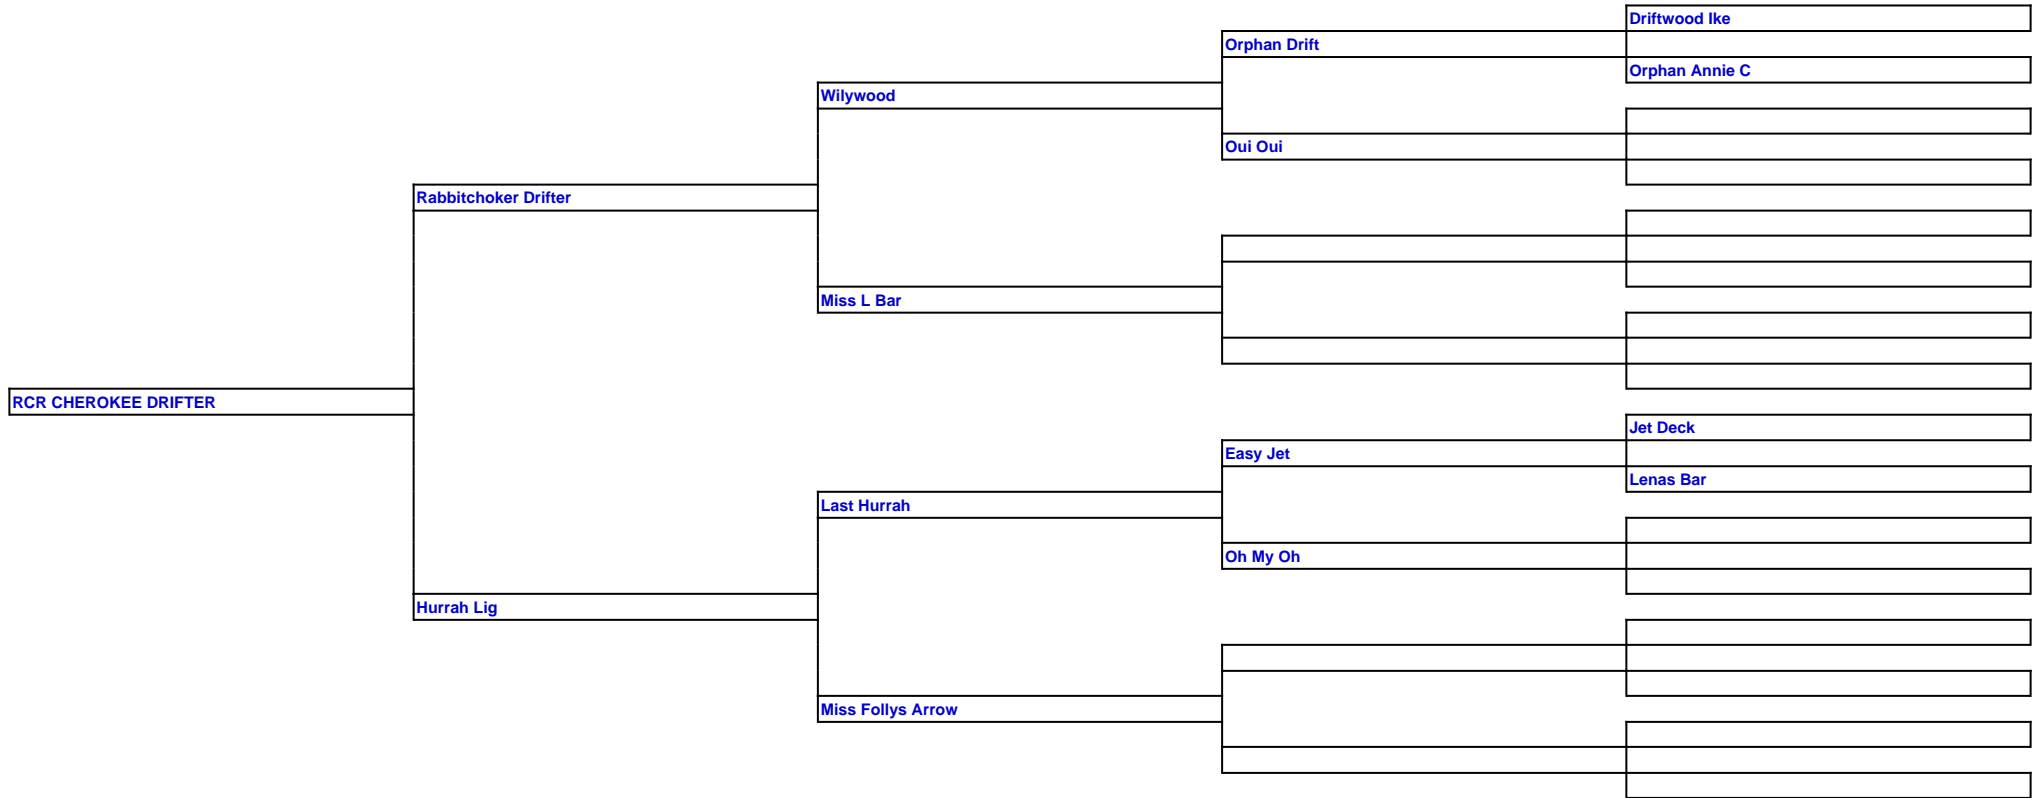 Driftwood Ike
Orphan Drift
Orphan Annie C
Wilywood
Oui Oui
Rabbitchoker Drifter
Miss L Bar
RCR CHEROKEE DRIFTER
Jet Deck
Easy Jet
Lenas Bar
Last Hurrah
Oh My Oh
Hurrah Lig
Miss Follys Arrow